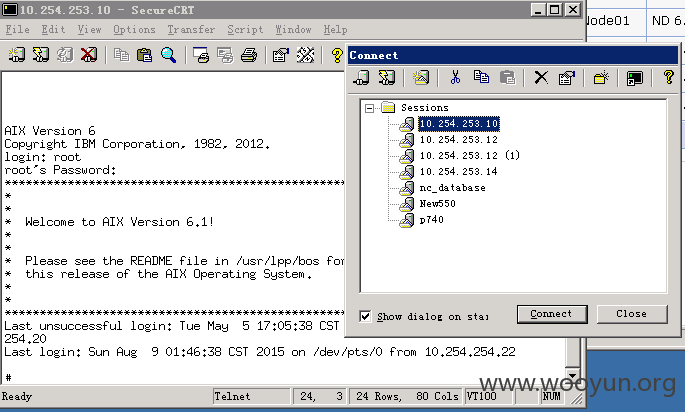 10.254.253.10 - SecureCRT
File Edit View Options Transfer Script Window Help
AIX Version 6
Copyright IBM Corporation, 1982, 2012.
login: root
root's Password:
*******************************************************
*
*
*  Welcome to AIX Version 6.1!
*
*
*  Please see the README file in /usr/lpp/bos for
*  this release of the AIX Operating System.
*
*
*******************************************************
Last unsuccessful login: Tue May  5 17:05:38 CST
254.20
Last login: Sun Aug  9 01:46:38 CST 2015 on /dev/pts/0 from 10.254.254.22
#
Ready Telnet 24, 3 24 Rows, 80 Cols VT100 NUM
Connect
Sessions
10.254.253.10
10.254.253.12
10.254.253.12 (1)
10.254.253.14
nc_database
New550
p740
Show dialog on sta
Connect Close
Node01 ND 6.
www.wooyun.org